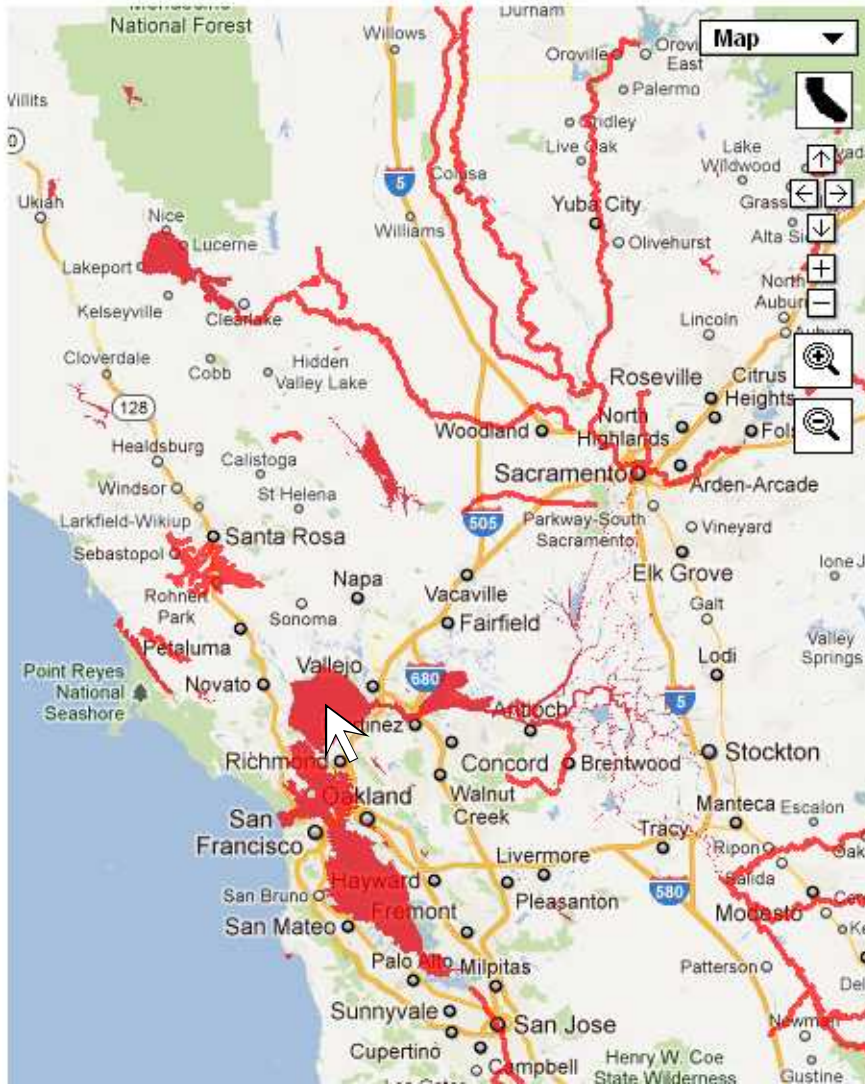 National Forest
Durham
Willows
Oroville
East
Map
Palermo
Willits
Gridley
Live Oak
Lake
Wildwood
5
Colusa
Ukiah
Nice
Williams
Yuba City
Lucerne
Olivehurst
Lakeport
Kelseyville
Clearlake
North
Auburn
Lincoln
Auburn
Cloverdale
Cobb
Hidden
Valley Lake
Roseville
Citrus
Heights
128
Woodland
North
Highlands
Healdsburg
Calistoga
Sacramento
Windsor
St Helena
Arden-Arcade
Larkfield-Wikiup
505
Parkway-South
Sacramento
Vineyard
Santa Rosa
Sebastopol
Elk Grove
Ione
Napa
Vacaville
Rohnert
Park
Sonoma
Galt
Fairfield
Petaluma
Valley
Springs
Point Reyes
National
Seashore
Vallejo
680
Lodi
Novato
5
Antioch
Stockton
Richmond
Concord
Brentwood
Oakland
Walnut
Creek
Manteca
Escalon
San
Francisco
Tracy
Ripon
Livermore
Salida
Hayward
San Bruno
Pleasanton
580
Fremont
Modesto
San Mateo
Palo Alto
Milpitas
Patterson
Sunnyvale
San Jose
Newman
Cupertino
Campbell
Henry W. Coe
State Wilderness
Gustine